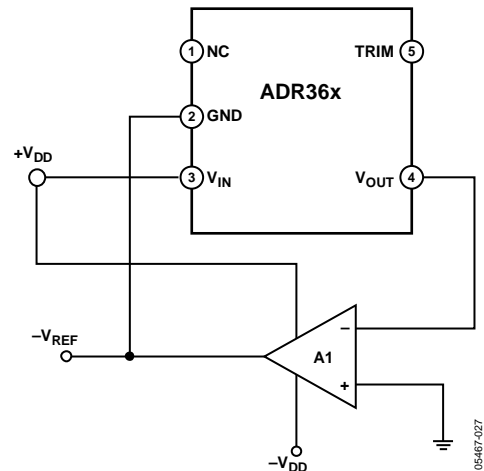 1 NC
TRIM 5
ADR36x
2 GND
+VDD
3 VIN
VOUT 4
−VREF
−
A1
+
−VDD
05467-027